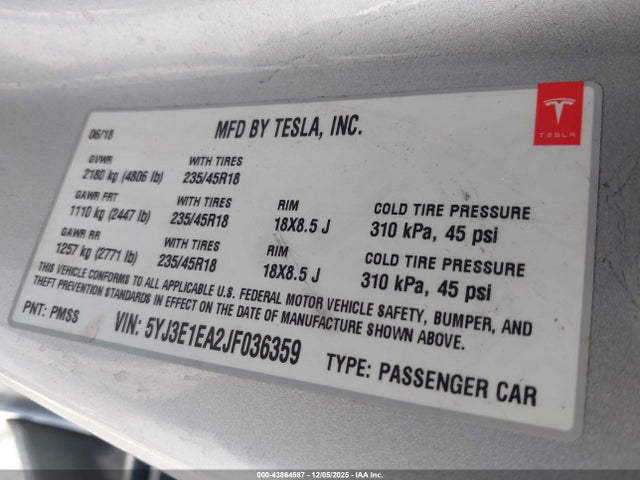 06/18
MFD BY TESLA, INC.
TESLA
GVWR
2180 kg (4806 lb)
WITH TIRES
235/45R18
GAWR FRT
1110 kg (2447 lb)
WITH TIRES
235/45R18
RIM
18X8.5 J
COLD TIRE PRESSURE
310 kPa, 45 psi
GAWR RR
1257 kg (2771 lb)
WITH TIRES
235/45R18
RIM
18X8.5 J
COLD TIRE PRESSURE
310 kPa, 45 psi
THIS VEHICLE CONFORMS TO ALL APPLICABLE U.S. FEDERAL MOTOR VEHICLE SAFETY, BUMPER, AND
THEFT PREVENTION STANDARDS IN EFFECT ON THE DATE OF MANUFACTURE SHOWN ABOVE.
PNT: PMSS
VIN: 5YJ3E1EA2JF036359
TYPE: PASSENGER CAR
000-43864587 - 12/05/2025 - IAA Inc.